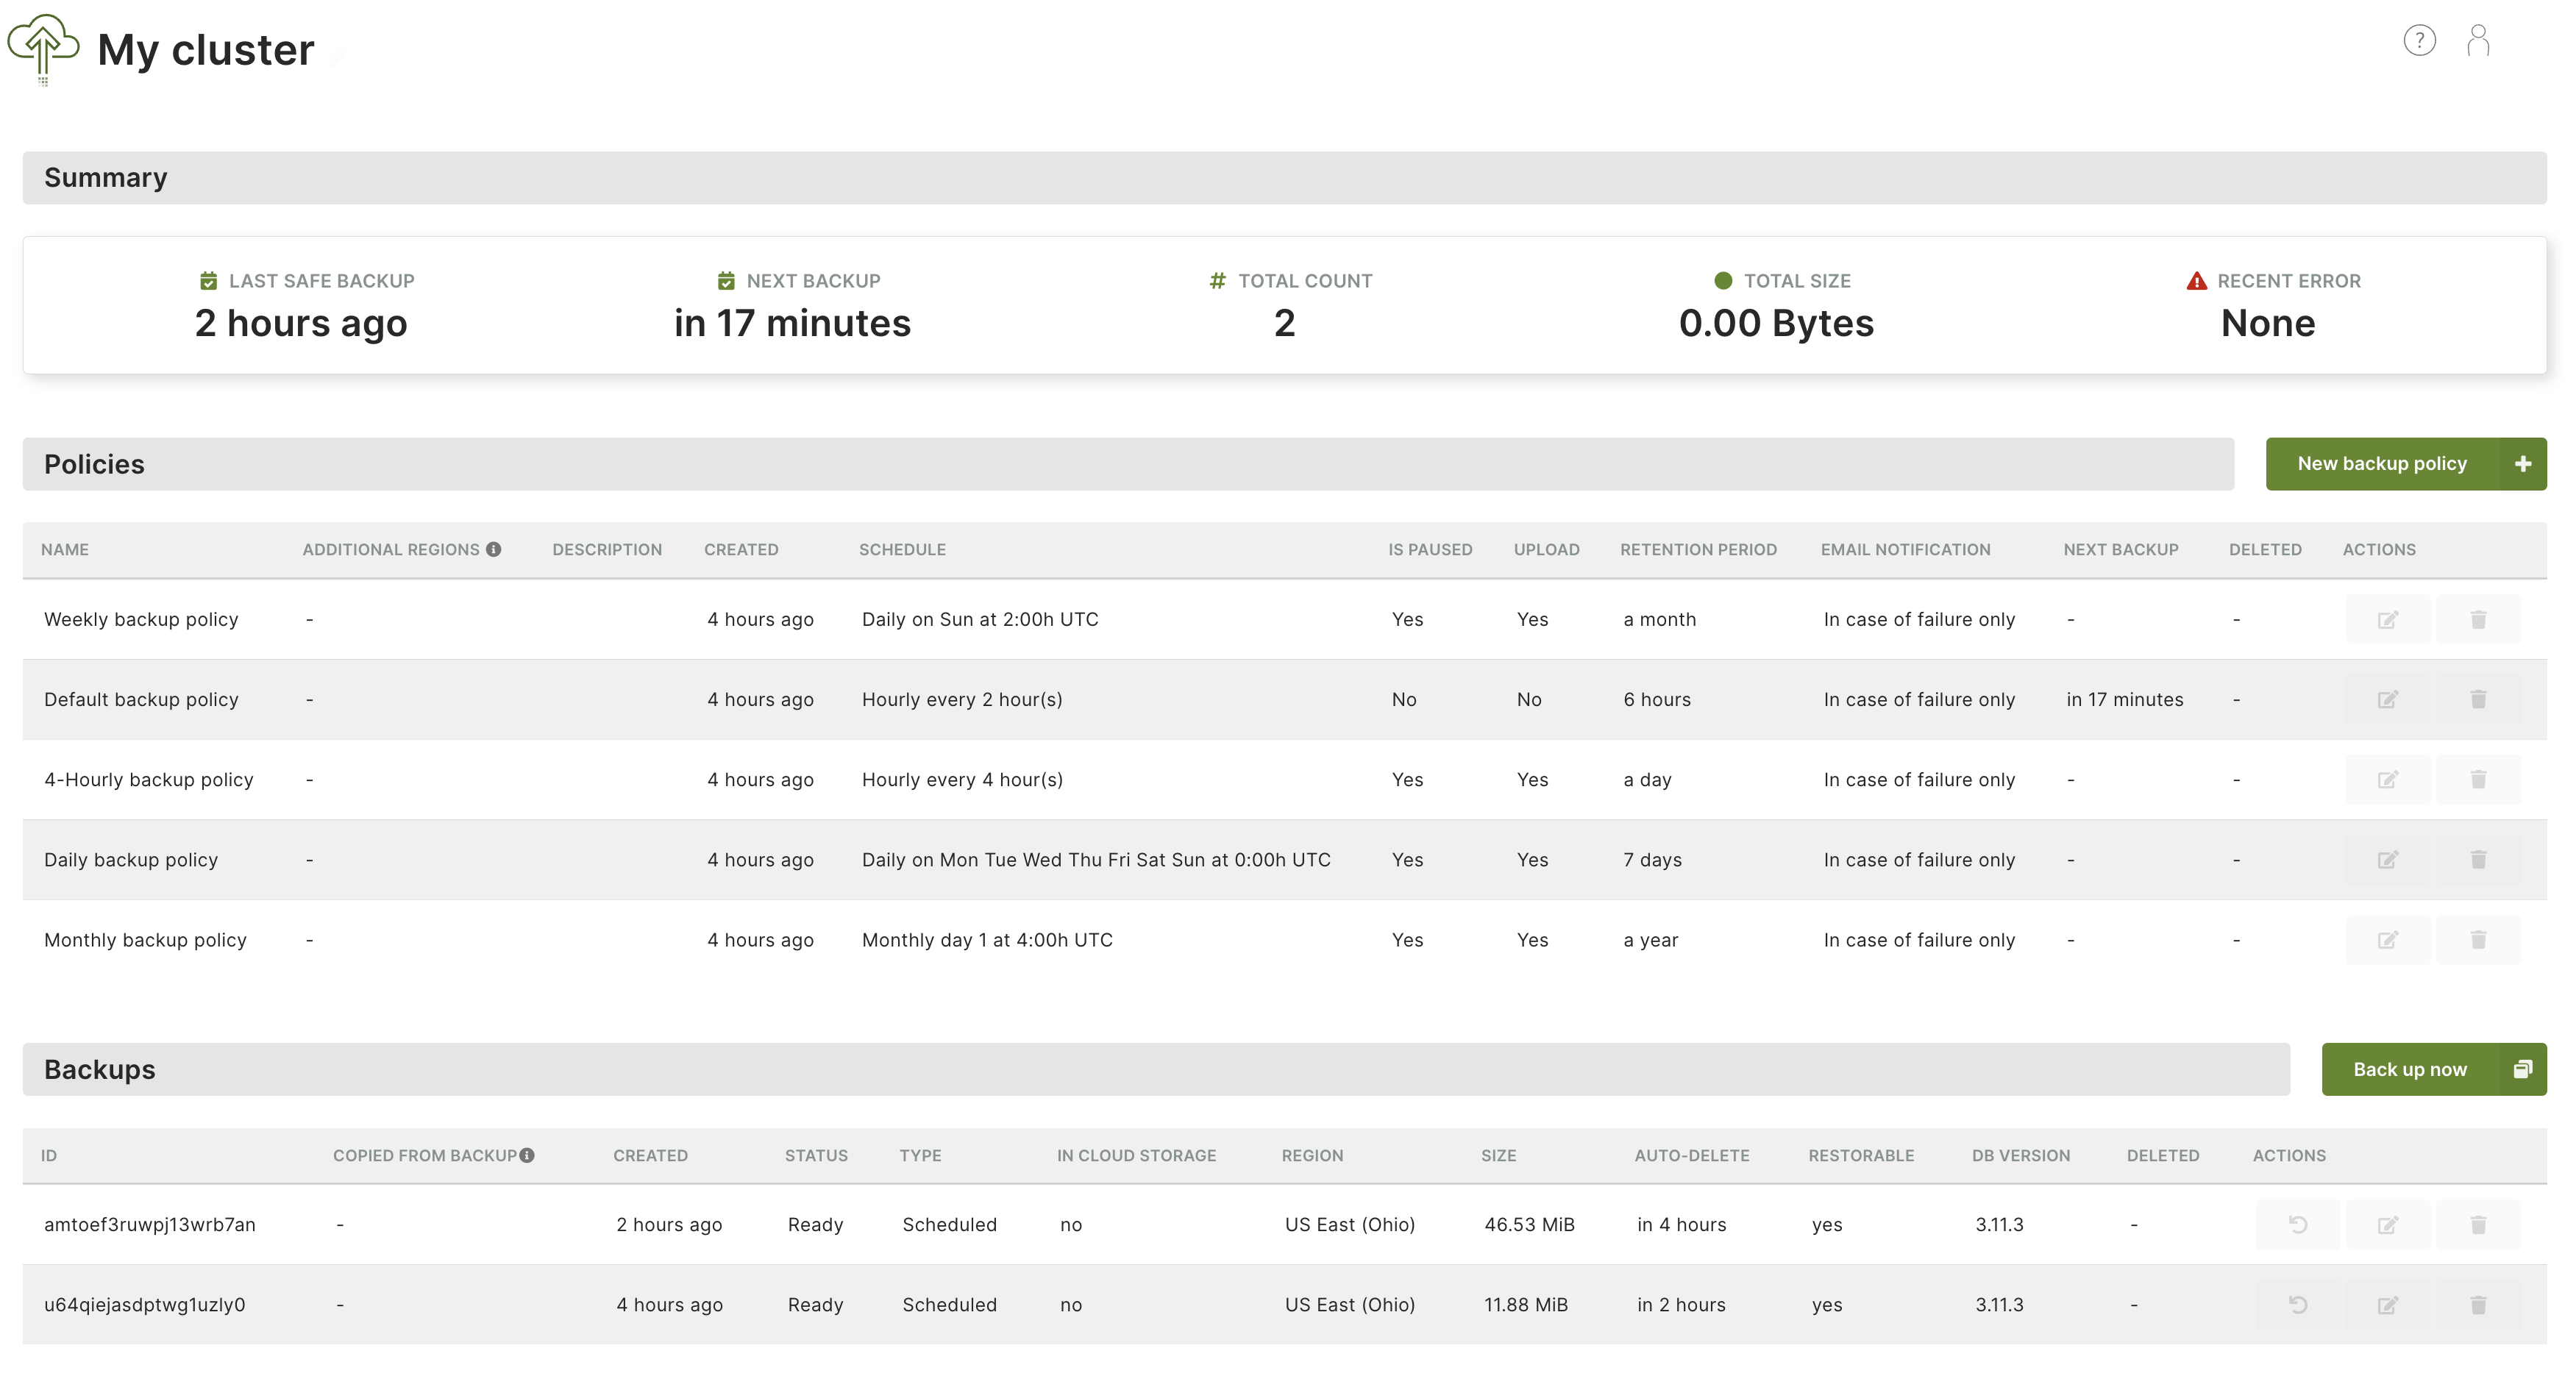 My cluster
?
Summary
LAST SAFE BACKUP NEXT BACKUP # TOTAL COUNT TOTAL SIZE RECENT ERROR
2 hours ago in 17 minutes 2 0.00 Bytes None
Policies New backup policy +
NAME ADDITIONAL REGIONS DESCRIPTION CREATED SCHEDULE IS PAUSED UPLOAD RETENTION PERIOD EMAIL NOTIFICATION NEXT BACKUP DELETED ACTIONS
Weekly backup policy - 4 hours ago Daily on Sun at 2:00h UTC Yes Yes a month In case of failure only - -
Default backup policy - 4 hours ago Hourly every 2 hour(s) No No 6 hours In case of failure only in 17 minutes -
4-Hourly backup policy - 4 hours ago Hourly every 4 hour(s) Yes Yes a day In case of failure only - -
Daily backup policy - 4 hours ago Daily on Mon Tue Wed Thu Fri Sat Sun at 0:00h UTC Yes Yes 7 days In case of failure only - -
Monthly backup policy - 4 hours ago Monthly day 1 at 4:00h UTC Yes Yes a year In case of failure only - -
Backups Back up now
ID COPIED FROM BACKUP CREATED STATUS TYPE IN CLOUD STORAGE REGION SIZE AUTO-DELETE RESTORABLE DB VERSION DELETED ACTIONS
amtoef3ruwpj13wrb7an - 2 hours ago Ready Scheduled no US East (Ohio) 46.53 MiB in 4 hours yes 3.11.3 -
u64qiejasdptwg1uzly0 - 4 hours ago Ready Scheduled no US East (Ohio) 11.88 MiB in 2 hours yes 3.11.3 -